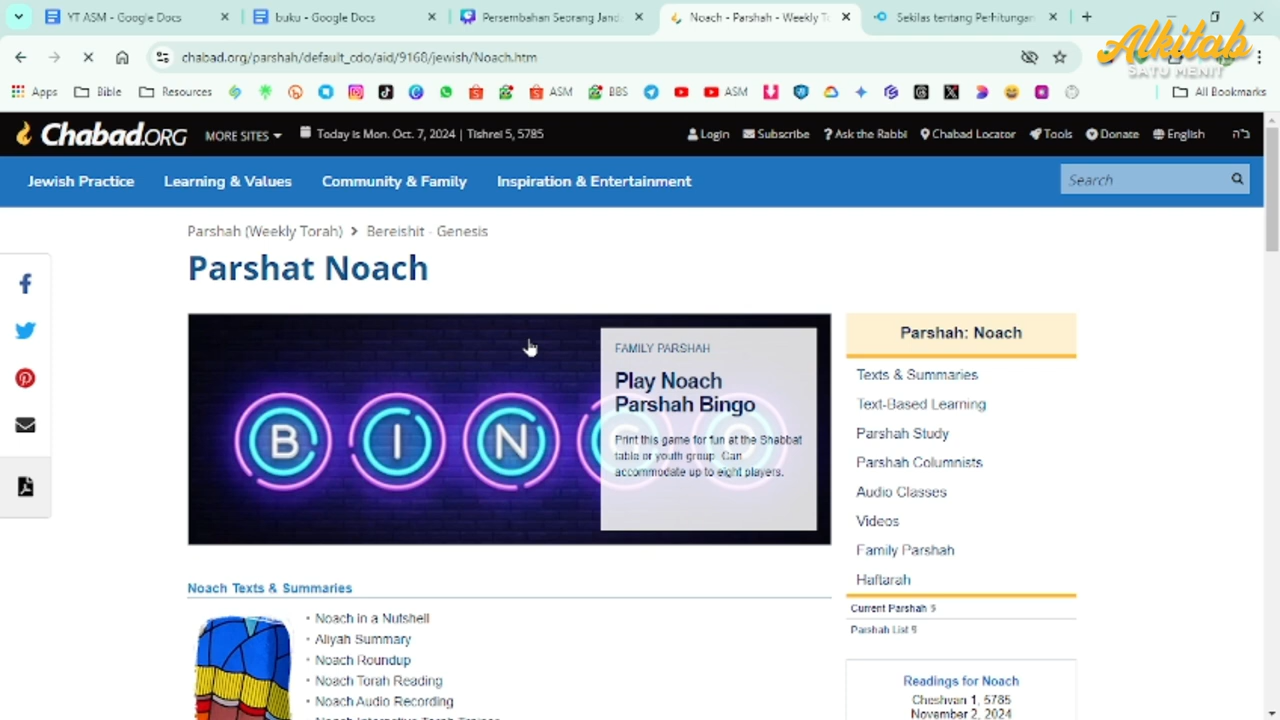 YT ASM - Google Docs
buku - Google Docs
Persembahan Seorang Jand
Noach - Parshah - Weekly To
Sekilas tentang Perhitungan
Alkitab
SATU MENIT
chabad.org/parshah/default_cdo/aid/9168/jewish/Noach.htm
Apps
Bible
Resources
ASM
BBS
ASM
All Bookmarks
Chabad.ORG
MORE SITES
Today is Mon. Oct. 7, 2024 | Tishrei 5, 5785
Login
Subscribe
Ask the Rabbi
Chabad Locator
Tools
Donate
English
ב"ה
Jewish Practice
Learning & Values
Community & Family
Inspiration & Entertainment
Search
Parshah (Weekly Torah) > Bereishit - Genesis
Parshat Noach
BINGO
FAMILY PARSHAH
Play Noach
Parshah Bingo
Print this game for fun at the Shabbat
table or youth group. Can
accommodate up to eight players.
Parshah: Noach
Texts & Summaries
Text-Based Learning
Parshah Study
Parshah Columnists
Audio Classes
Videos
Family Parshah
Haftarah
Current Parshah
Parshah List
Noach Texts & Summaries
• Noach in a Nutshell
• Aliyah Summary
• Noach Roundup
• Noach Torah Reading
• Noach Audio Recording
Noach Interactive Torah Trainer
Readings for Noach
Cheshvan 1, 5785
November 2, 2024